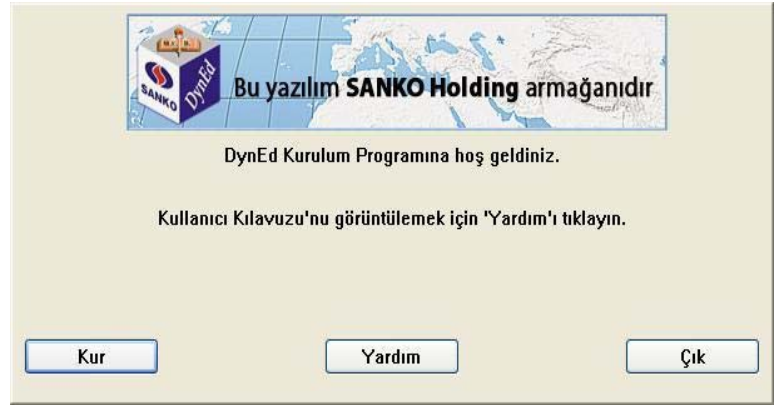 SANKO
DynEd
Bu yazılım SANKO Holding armağanıdır
DynEd Kurulum Programına hoş geldiniz.
Kullanıcı Kılavuzu'nu görüntülemek için 'Yardım'ı tıklayın.
Kur
Yardım
Çık